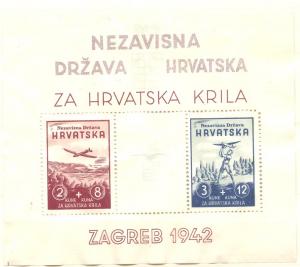 NEZAVISNA
DRŽAVA HRVATSKA
ZA HRVATSKA KRILA
Nezavisna Država
HRVATSKA
2 + 8
KUNE KUNA
ZA HRVATSKA KRILA
Nezavisna Država
HRVATSKA
3 + 12
KUNE KUNA
ZA HRVATSKA KRILA
ZAGREB 1942